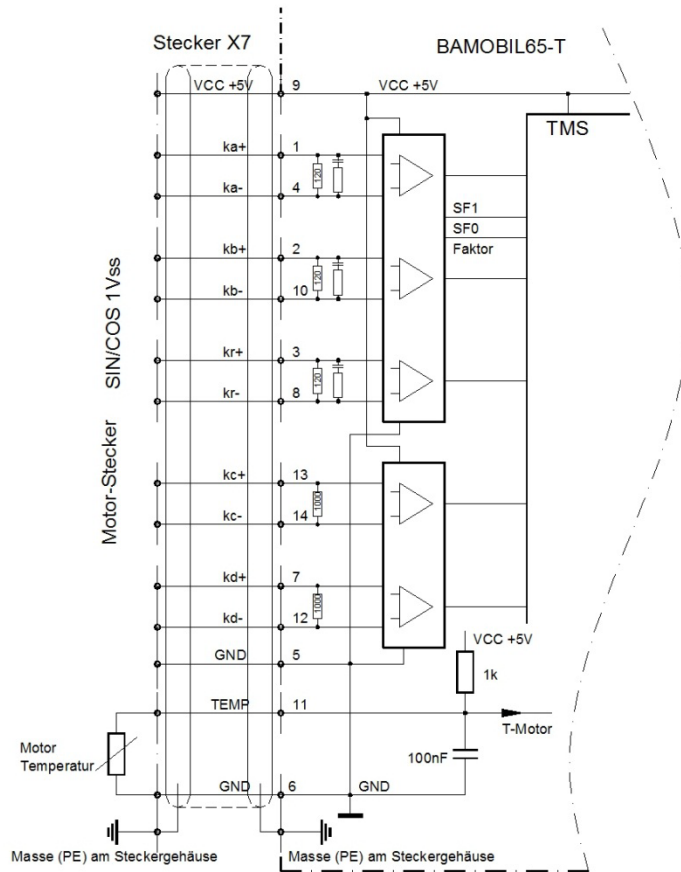 Stecker X7
BAMOBIL65-T
VCC +5V 9 VCC +5V
TMS
ka+ 1
120
ka- 4
SF1
SF0
Faktor
kb+ 2
120
kb- 10
SIN/COS 1Vss
kr+ 3
120
kr- 8
Motor-Stecker
kc+ 13
1000
kc- 14
kd+ 7
1000
kd- 12
VCC +5V
GND 5
1k
TEMP 11
T-Motor
Motor
Temperatur
100nF
GND 6 GND
Masse (PE) am Steckergehäuse
Masse (PE) am Steckergehäuse